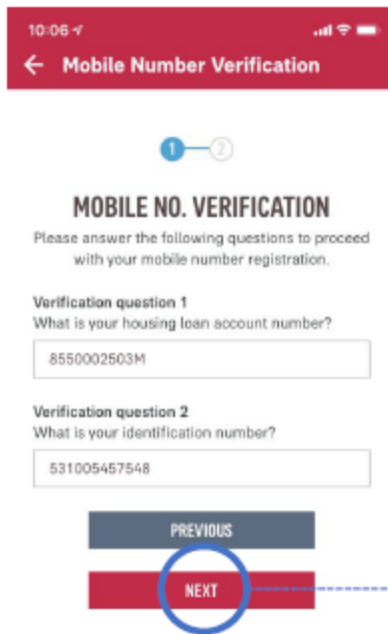 10:06
Mobile Number Verification
1 2
MOBILE NO. VERIFICATION
Please answer the following questions to proceed
with your mobile number registration.
Verification question 1
What is your housing loan account number?
8550002503M
Verification question 2
What is your identification number?
531005457548
PREVIOUS
NEXT